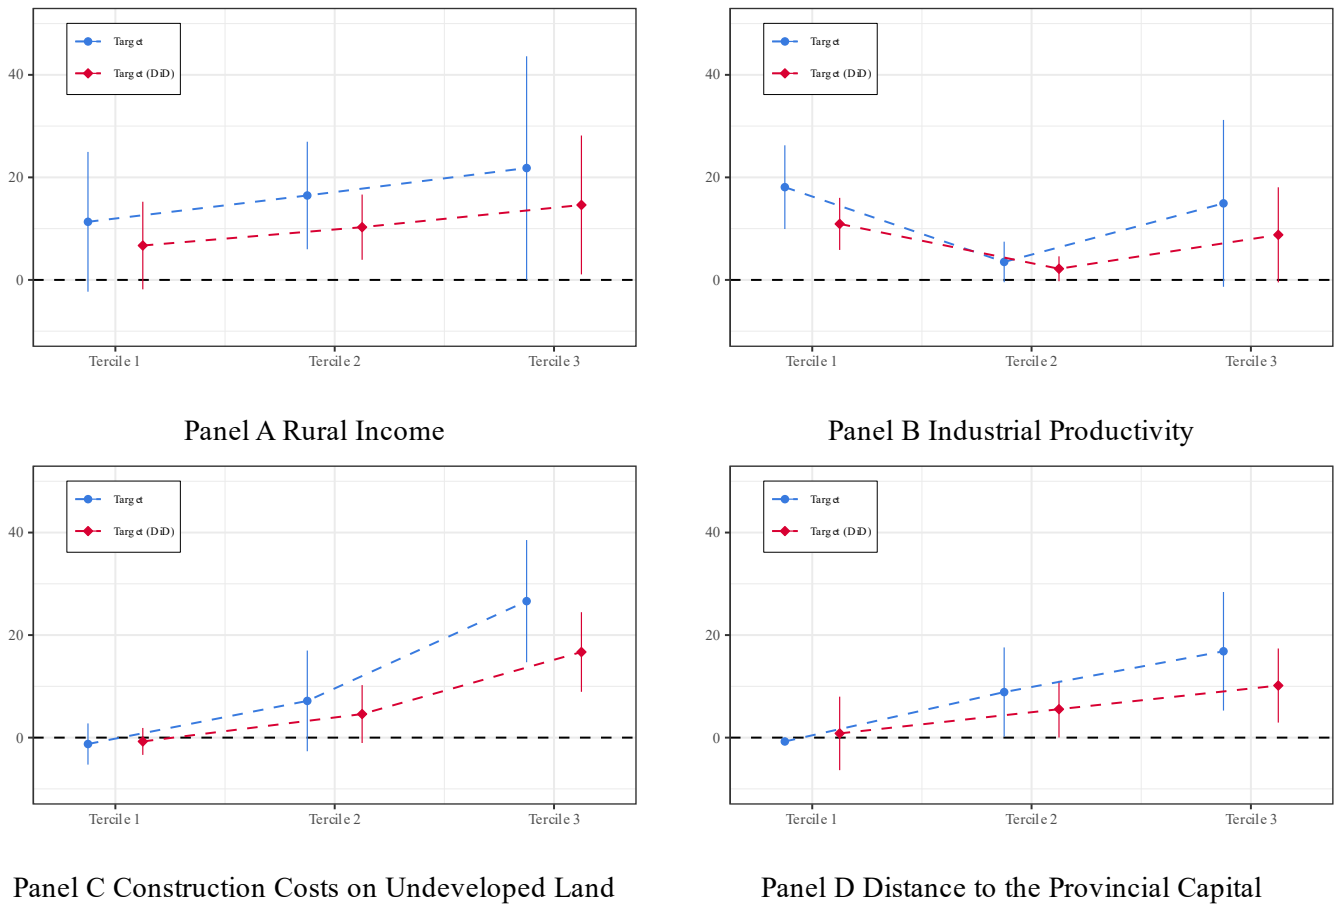 Target
Target (DiD)
40
20
0
Tercile 1 Tercile 2 Tercile 3
Panel A Rural Income
Target
Target (DiD)
40
20
0
Tercile 1 Tercile 2 Tercile 3
Panel B Industrial Productivity
Target
Target (DiD)
40
20
0
Tercile 1 Tercile 2 Tercile 3
Panel C Construction Costs on Undeveloped Land
Target
Target (DiD)
40
20
0
Tercile 1 Tercile 2 Tercile 3
Panel D Distance to the Provincial Capital